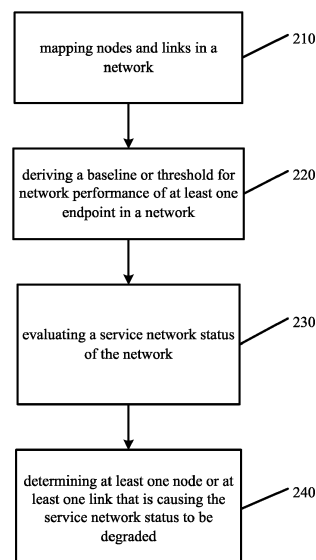 mapping nodes and links in a
network
210
deriving a baseline or threshold for
network performance of at least one
endpoint in a network
220
evaluating a service network status
of the network
230
determining at least one node or at
least one link that is causing the
service network status to be
degraded
240